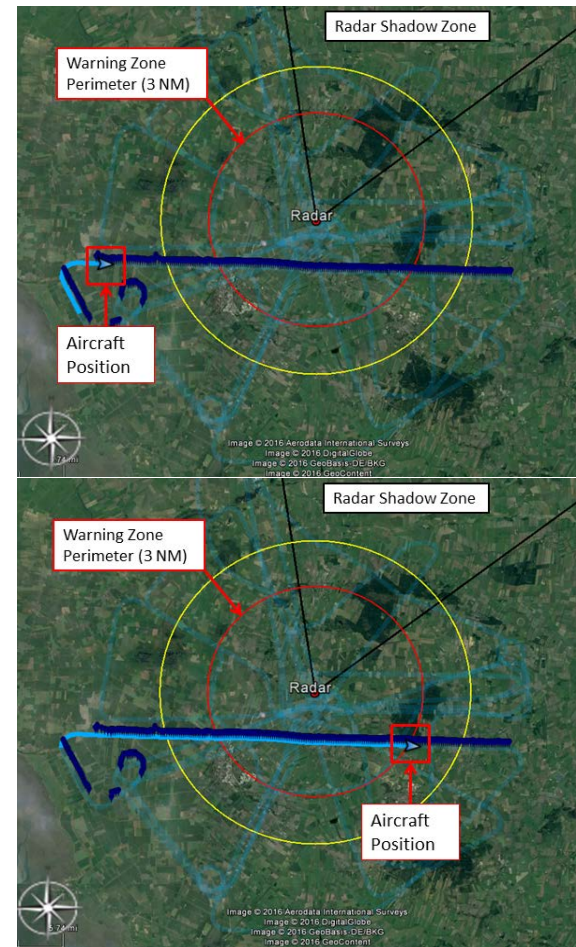 Radar Shadow Zone
Warning Zone
Perimeter (3 NM)
Radar
Aircraft
Position
Image © 2016 Aerodata International Surveys
Image © 2016 DigitalGlobe
Image © 2016 GeoBasis-DE/BKG
Image © 2016 GeoContent
Radar Shadow Zone
Warning Zone
Perimeter (3 NM)
Radar
Aircraft
Position
Image © 2016 Aerodata International Surveys
Image © 2016 DigitalGlobe
Image © 2016 GeoBasis-DE/BKG
Image © 2016 GeoContent